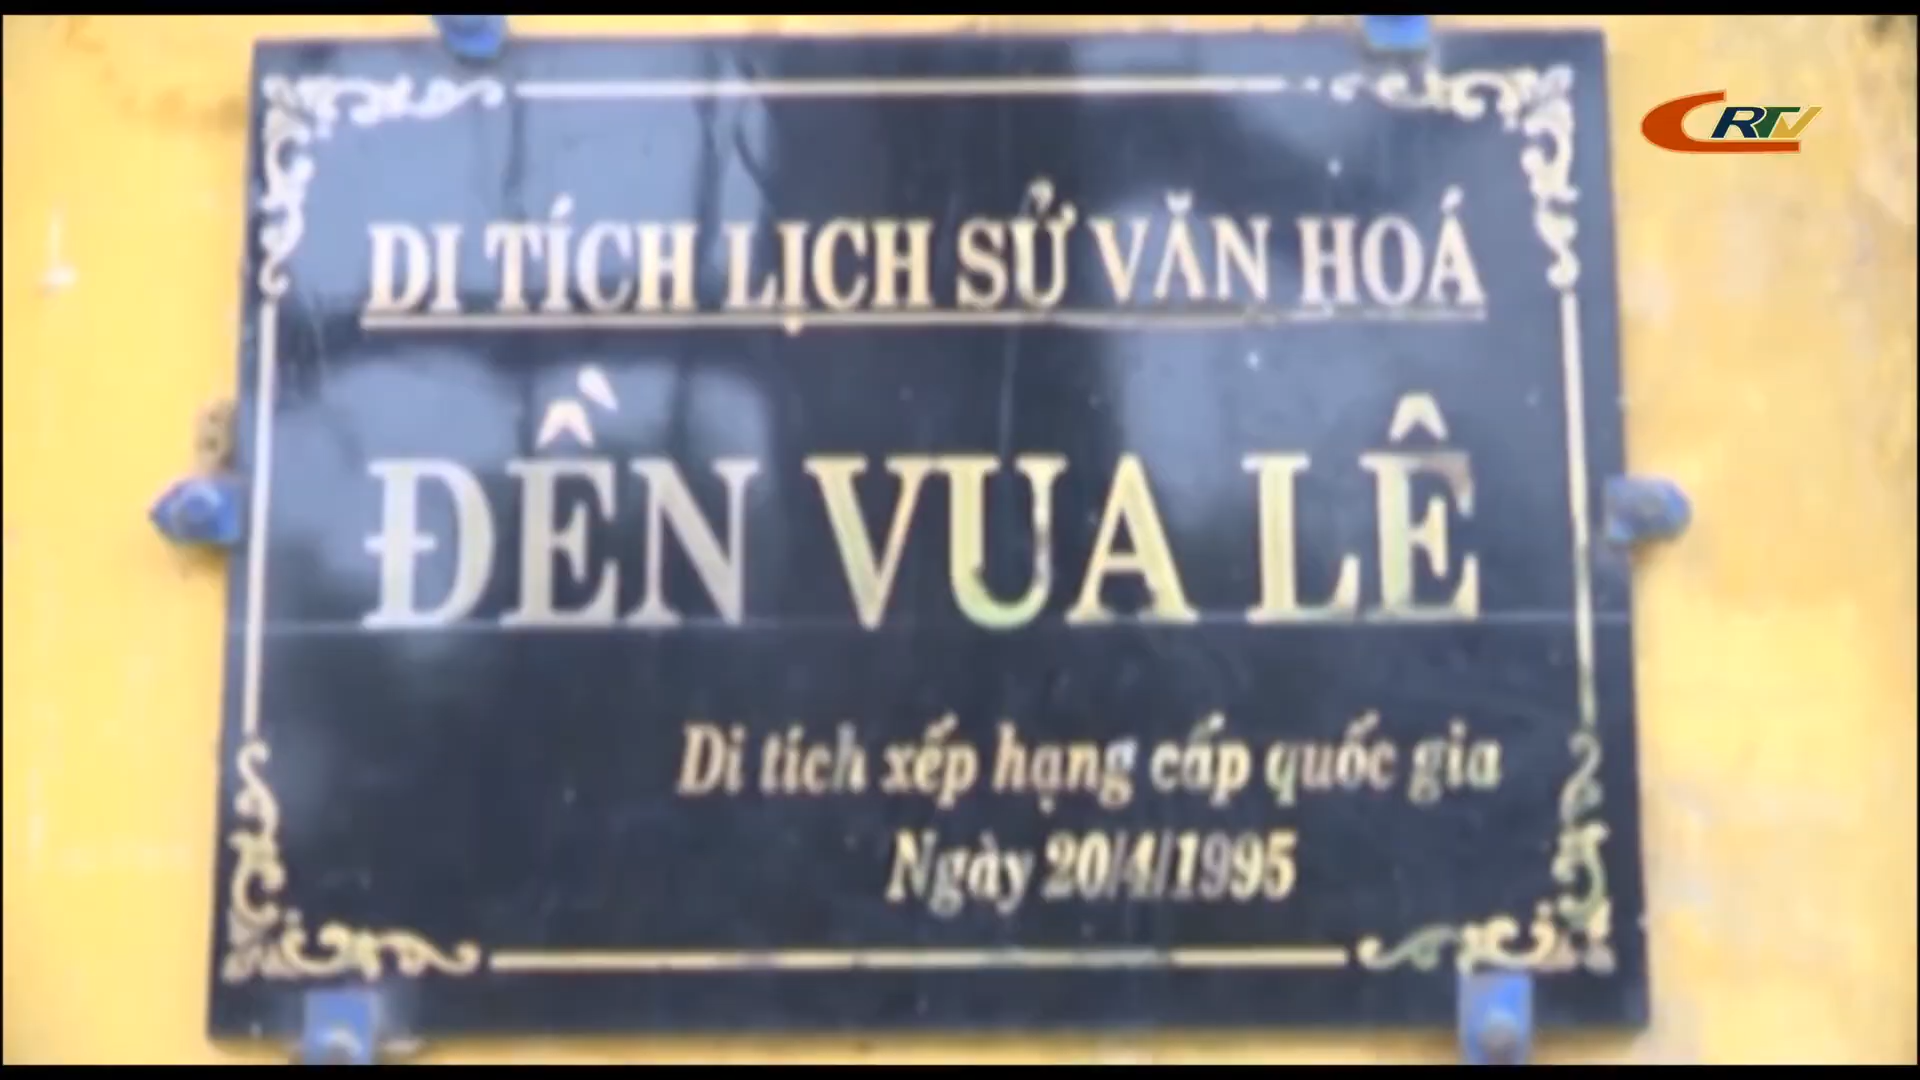 CRTV
DI TÍCH LỊCH SỬ VĂN HOÁ
ĐỀN VUA LÊ
Di tích xếp hạng cấp quốc gia
Ngày 20/4/1995